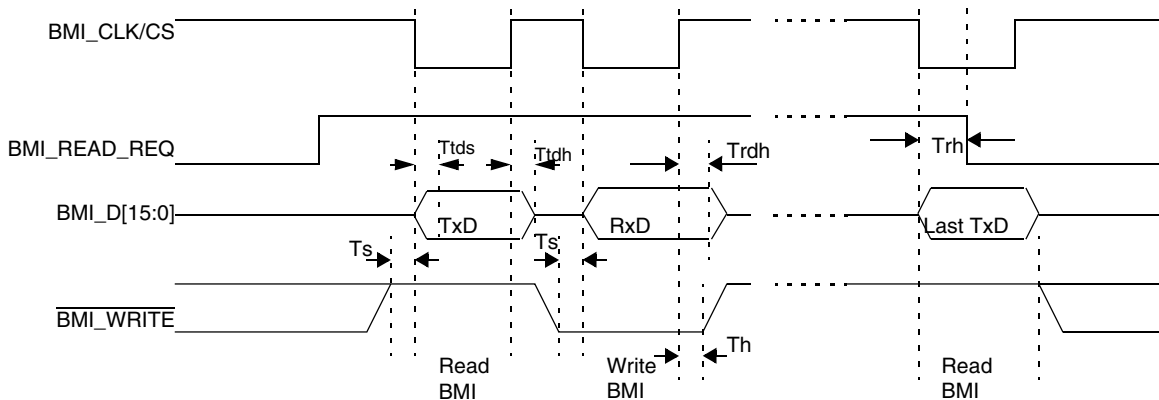 BMI_CLK/CS
BMI_READ_REQ
Ttds
Ttdh
Trdh
Trh
BMI_D[15:0]
TxD
RxD
Last TxD
Ts
Ts
BMI_WRITE
Th
Read
BMI
Write
BMI
Read
BMI